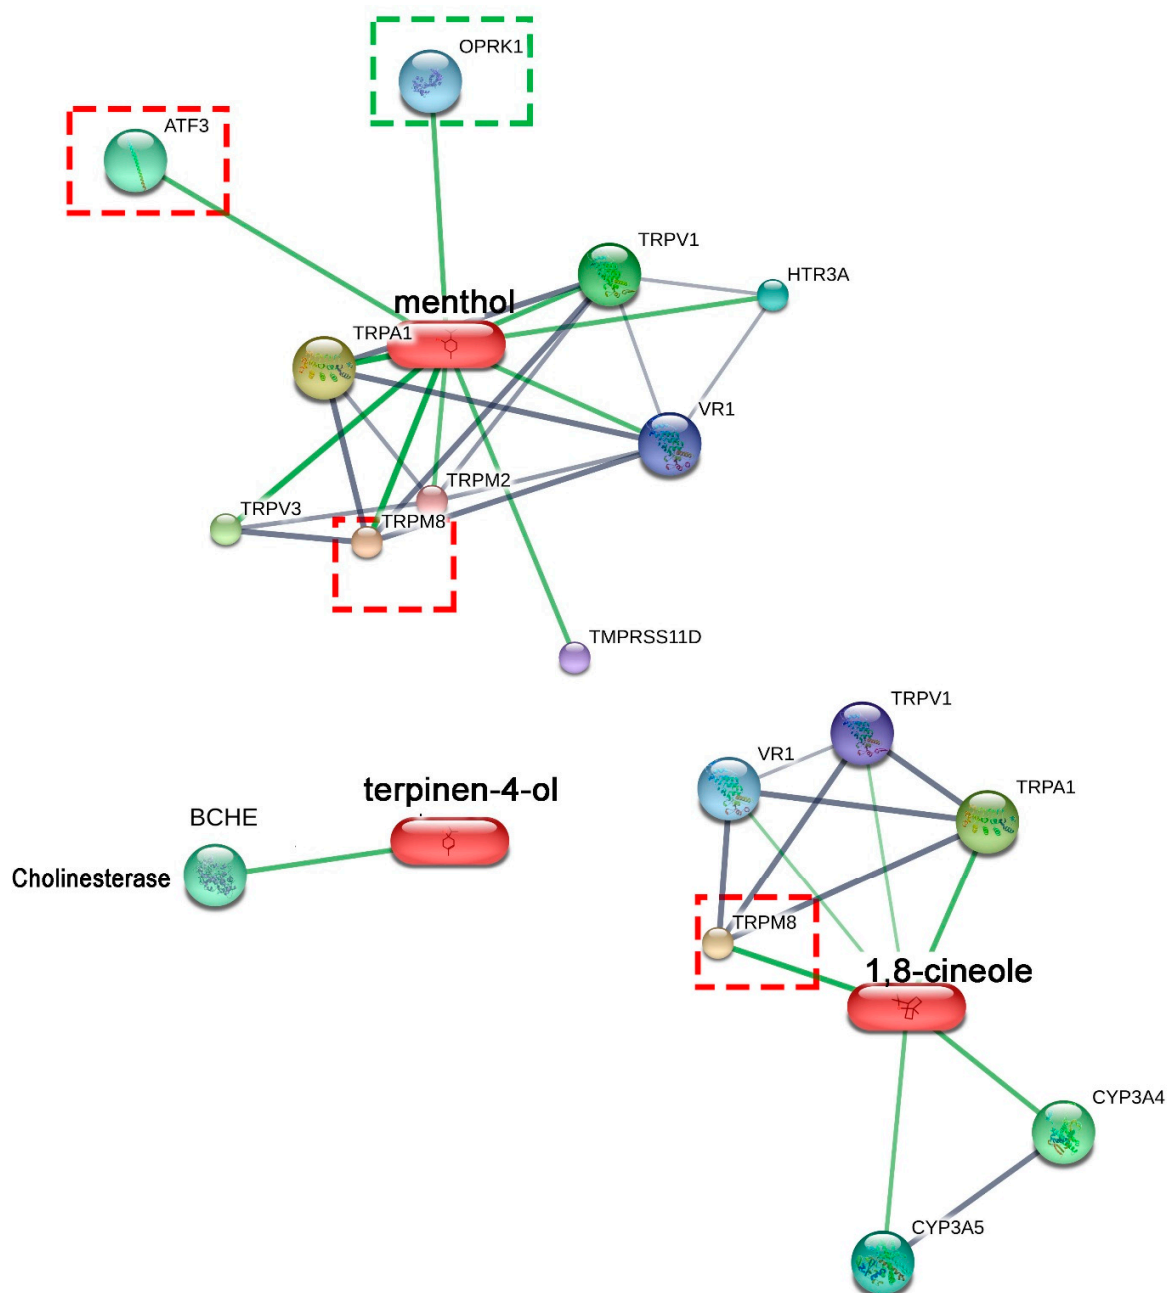 OPRK1
ATF3
TRPV1
HTR3A
menthol
TRPA1
VR1
TRPM2
TRPV3
TRPM8
TMPRSS11D
TRPV1
VR1
TRPA1
terpinen-4-ol
BCHE
Cholinesterase
TRPM8
1,8-cineole
CYP3A4
CYP3A5